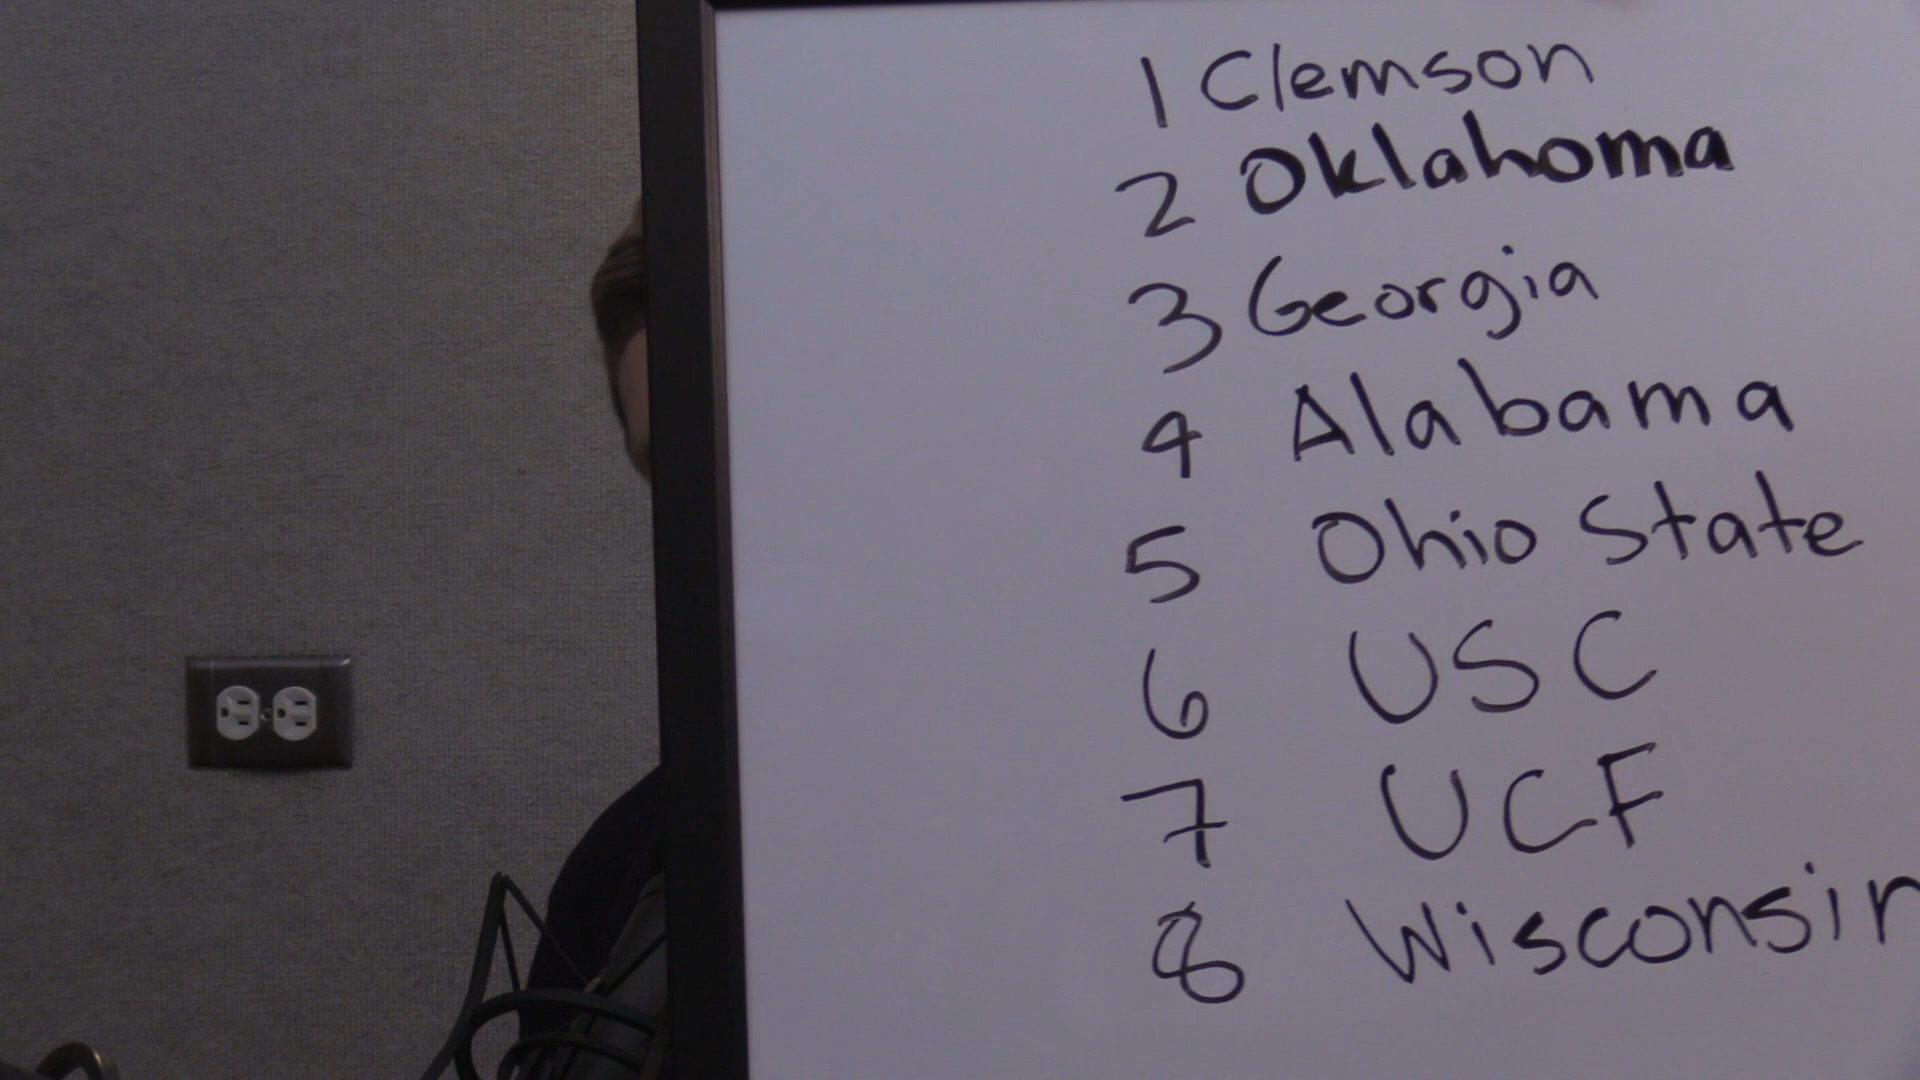 1 Clemson
2 Oklahoma
3 Georgia
4 Alabama
5 Ohio State
6 USC
7 UCF
8 Wisconsin